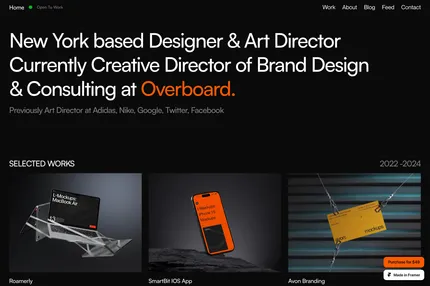 Home Open To Work Work About Blog Feed Contact
New York based Designer & Art Director
Currently Creative Director of Brand Design
& Consulting at Overboard.
Previously Art Director at Adidas, Nike, Google, Twitter, Facebook
SELECTED WORKS 2022 -2024
L-Mockups:
MacBook Air
mockups.
Purchase for $49
Made in Framer
Roamerly SmartBit IOS App Avon Branding